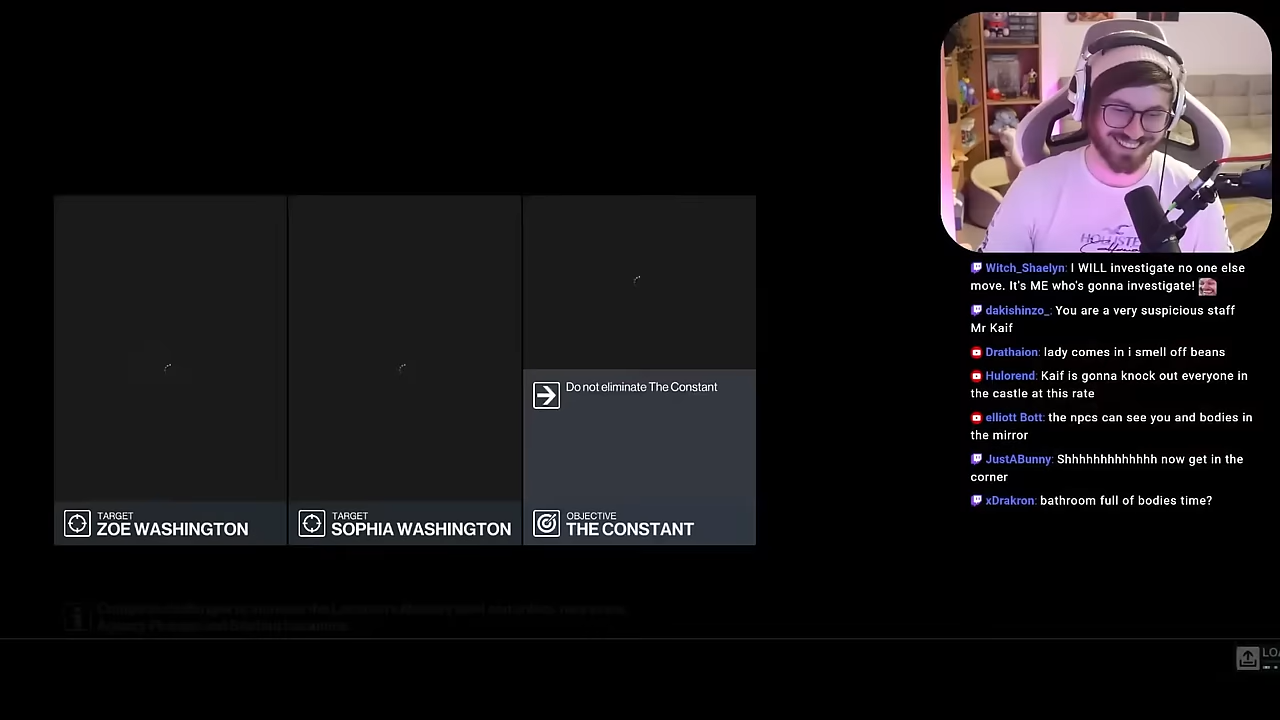 Witch_Shaelyn: I WILL investigate no one else
move. It's ME who's gonna investigate!
dakishinzo_: You are a very suspicious staff
Mr Kaif
Drathaion: lady comes in i smell off beans
Hulorend: Kaif is gonna knock out everyone in
the castle at this rate
elliott Bott: the npcs can see you and bodies in
the mirror
JustABunny: Shhhhhhhhhhhhh now get in the
corner
xDrakron: bathroom full of bodies time?
Do not eliminate The Constant
TARGET
ZOE WASHINGTON
TARGET
SOPHIA WASHINGTON
OBJECTIVE
THE CONSTANT